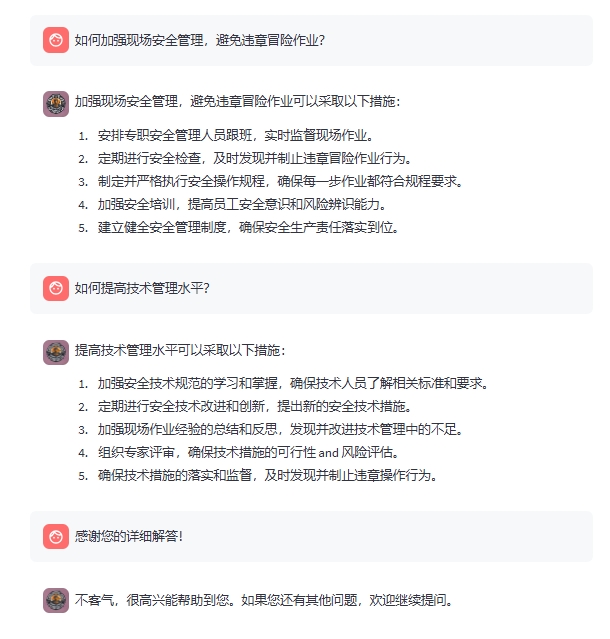 如何加强现场安全管理，避免违章冒险作业？
加强现场安全管理，避免违章冒险作业可以采取以下措施：
1. 安排专职安全管理人员跟班，实时监督现场作业。
2. 定期进行安全检查，及时发现并制止违章冒险作业行为。
3. 制定并严格执行安全操作规程，确保每一步作业都符合规程要求。
4. 加强安全培训，提高员工安全意识和风险辨识能力。
5. 建立健全安全管理制度，确保安全生产责任落实到位。
如何提高技术管理水平？
提高技术管理水平可以采取以下措施：
1. 加强安全技术规范的学习和掌握，确保技术人员了解相关标准和要求。
2. 定期进行安全技术改进和创新，提出新的安全技术措施。
3. 加强现场作业经验的总结和反思，发现并改进技术管理中的不足。
4. 组织专家评审，确保技术措施的可行性 and 风险评估。
5. 确保技术措施的落实和监督，及时发现并制止违章操作行为。
感谢您的详细解答！
不客气，很高兴能帮助到您。如果您还有其他问题，欢迎继续提问。